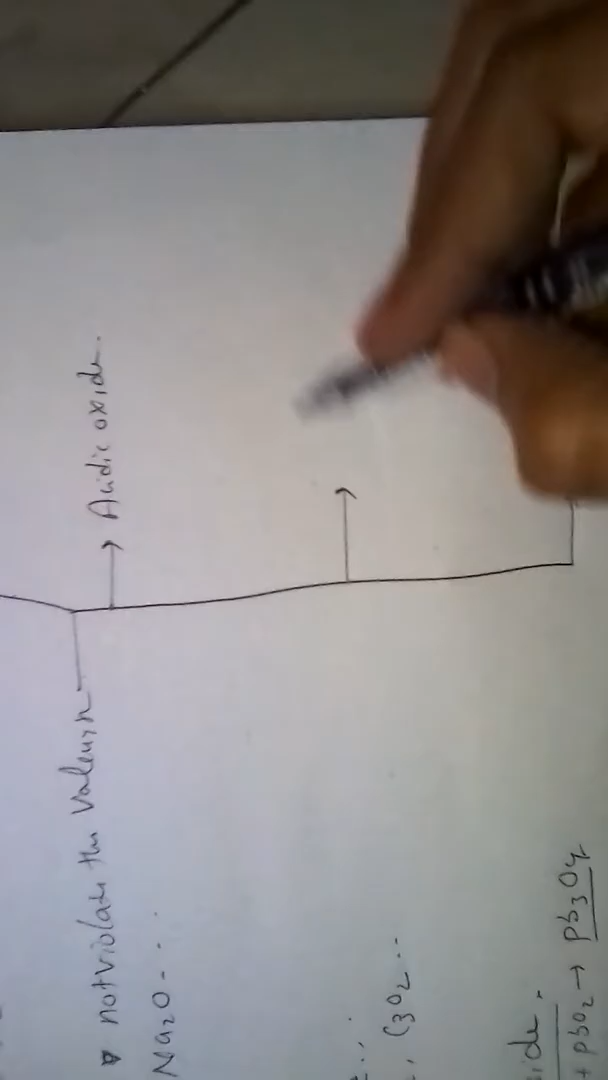 → Acidic oxide.
not violate the Valency
Na2O - ...
, C3O2 ..
ide.
+ pbO2 → pb3O4